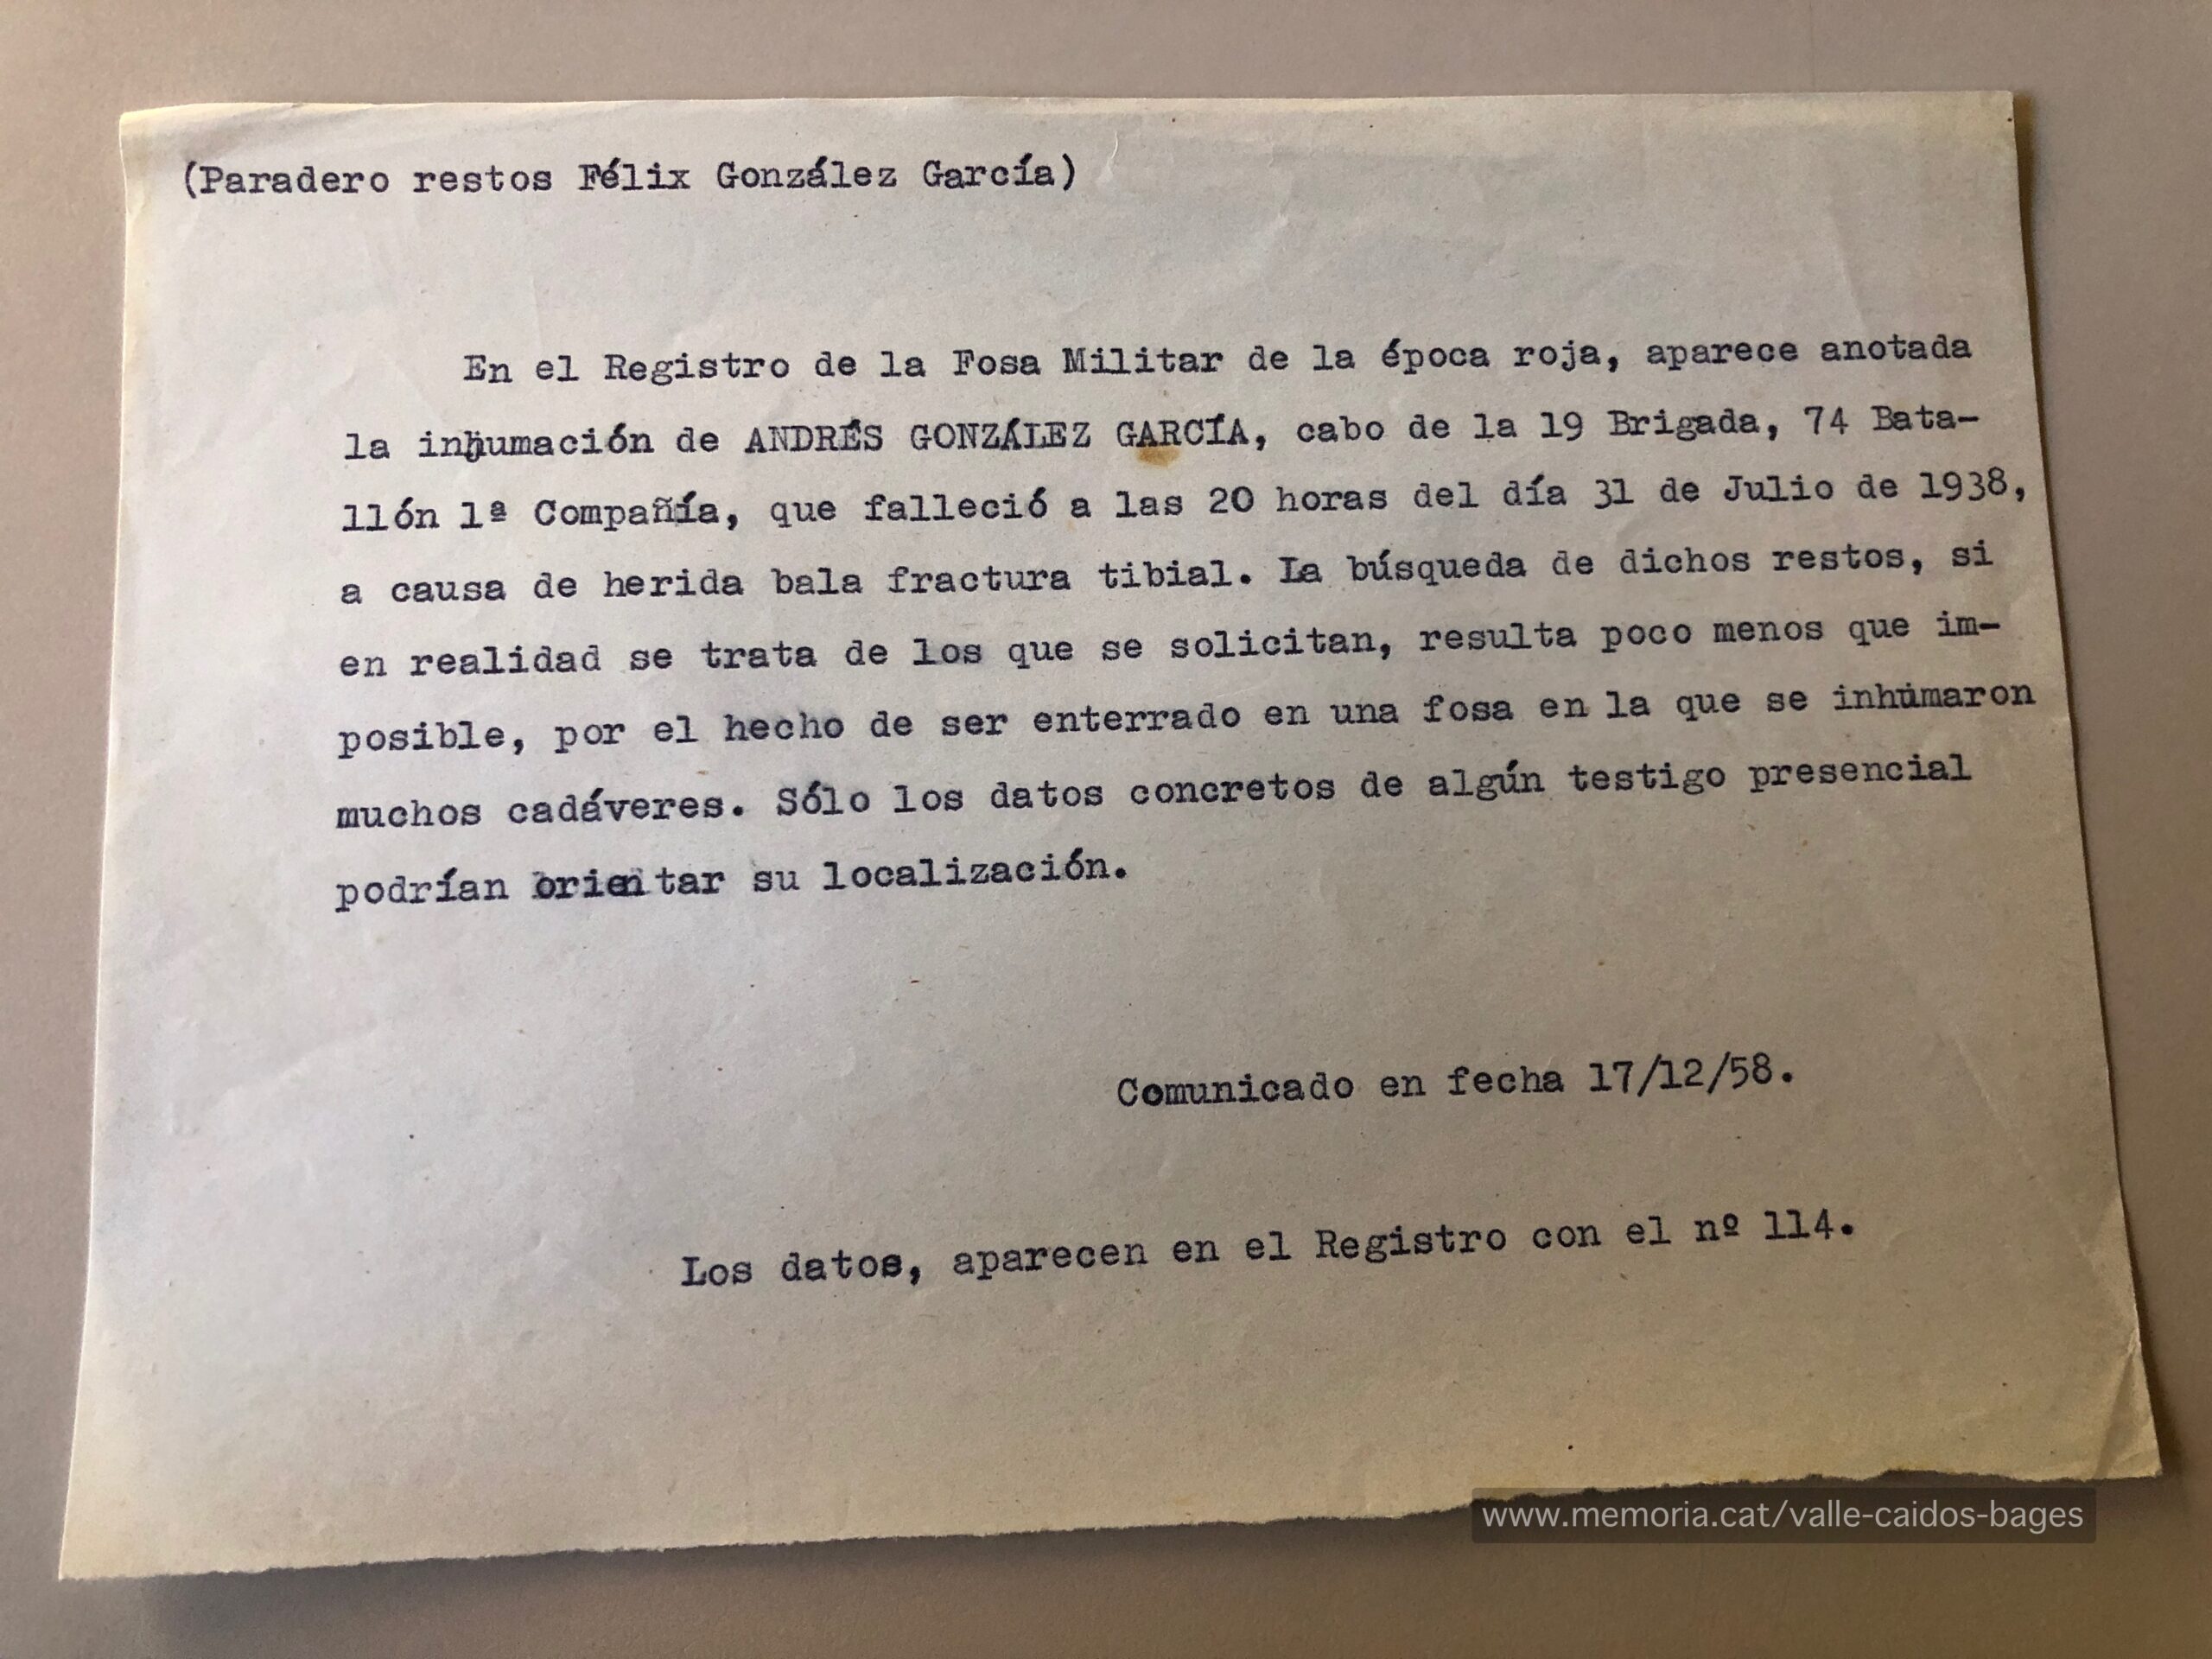 (Paradero restos Félix González García)
En el Registro de la Fosa Militar de la época roja, aparece anotada
la inhumación de ANDRÉS GONZÁLEZ GARCÍA, cabo de la 19 Brigada, 74 Bata-
llón 1ª Compañía, que falleció a las 20 horas del día 31 de Julio de 1938,
a causa de herida bala fractura tibial. La búsqueda de dichos restos, si
en realidad se trata de los que se solicitan, resulta poco menos que im-
posible, por el hecho de ser enterrado en una fosa en la que se inhumaron
muchos cadáveres. Sólo los datos concretos de algún testigo presencial
podrían orientar su localización.
Comunicado en fecha 17/12/58.
Los datos, aparecen en el Registro con el nº 114.
www.memoria.cat/valle-caidos-bages